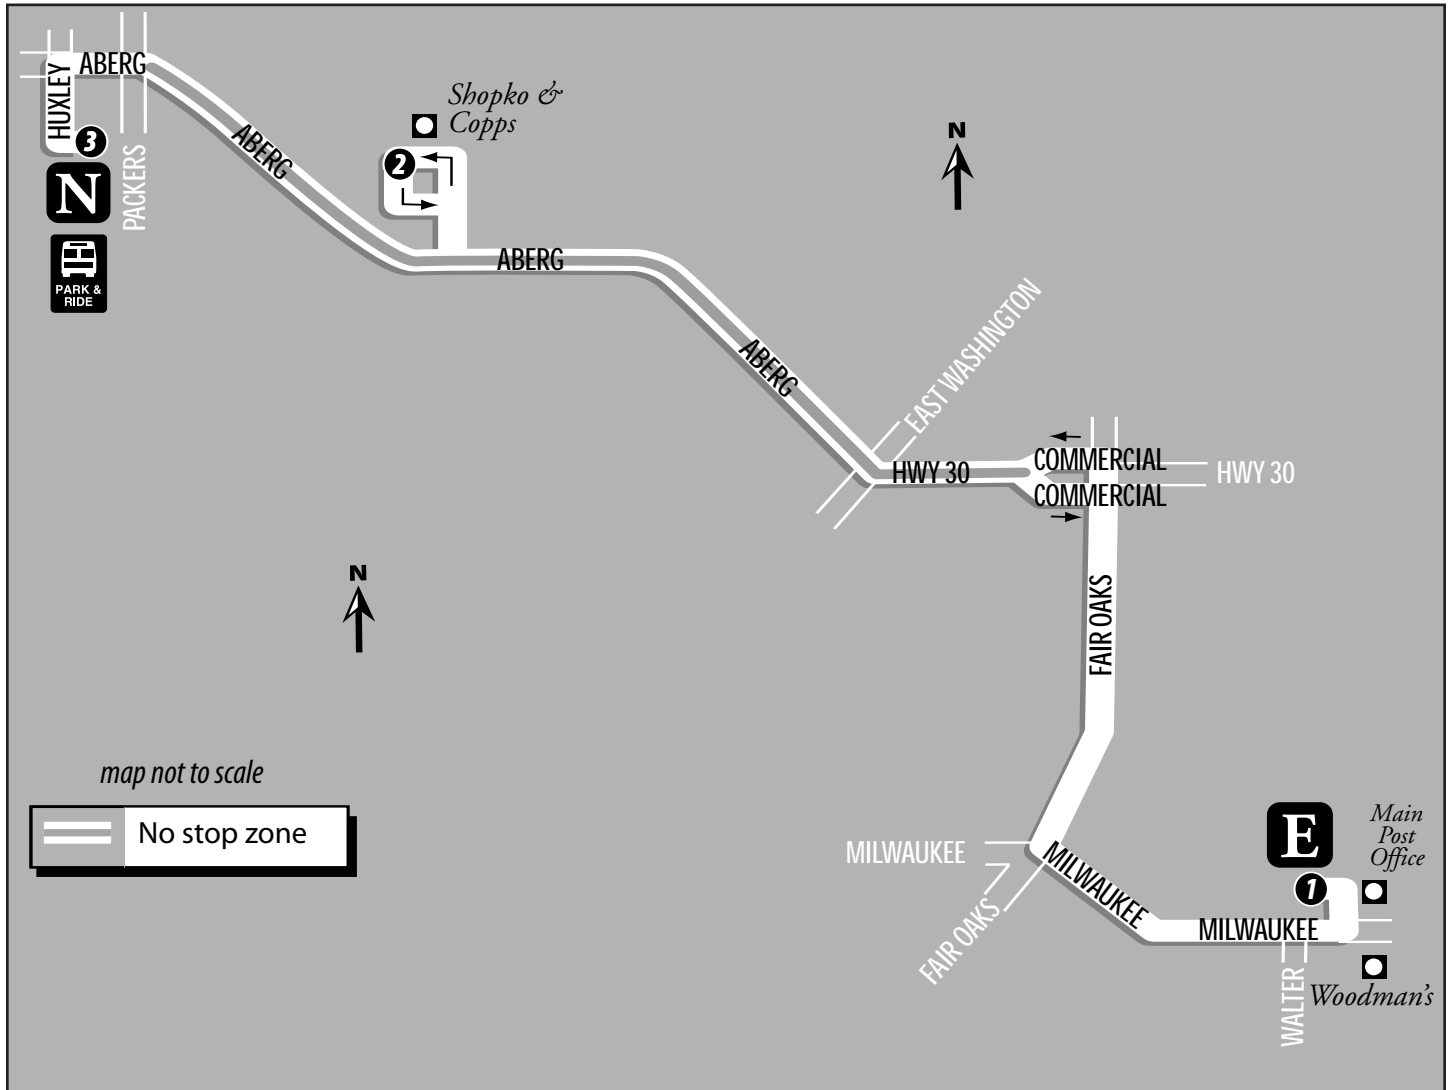 ABERG
HUXLEY
3
N
PARK &
RIDE
PACKERS
ABERG
Shopko &
Copps
2
N
ABERG
ABERG
EAST WASHINGTON
HWY 30
COMMERCIAL
COMMERCIAL
HWY 30
N
FAIR OAKS
map not to scale
No stop zone
MILWAUKEE
FAIR OAKS
MILWAUKEE
MILWAUKEE
E
1
Main
Post
Office
WALTER
Woodman's